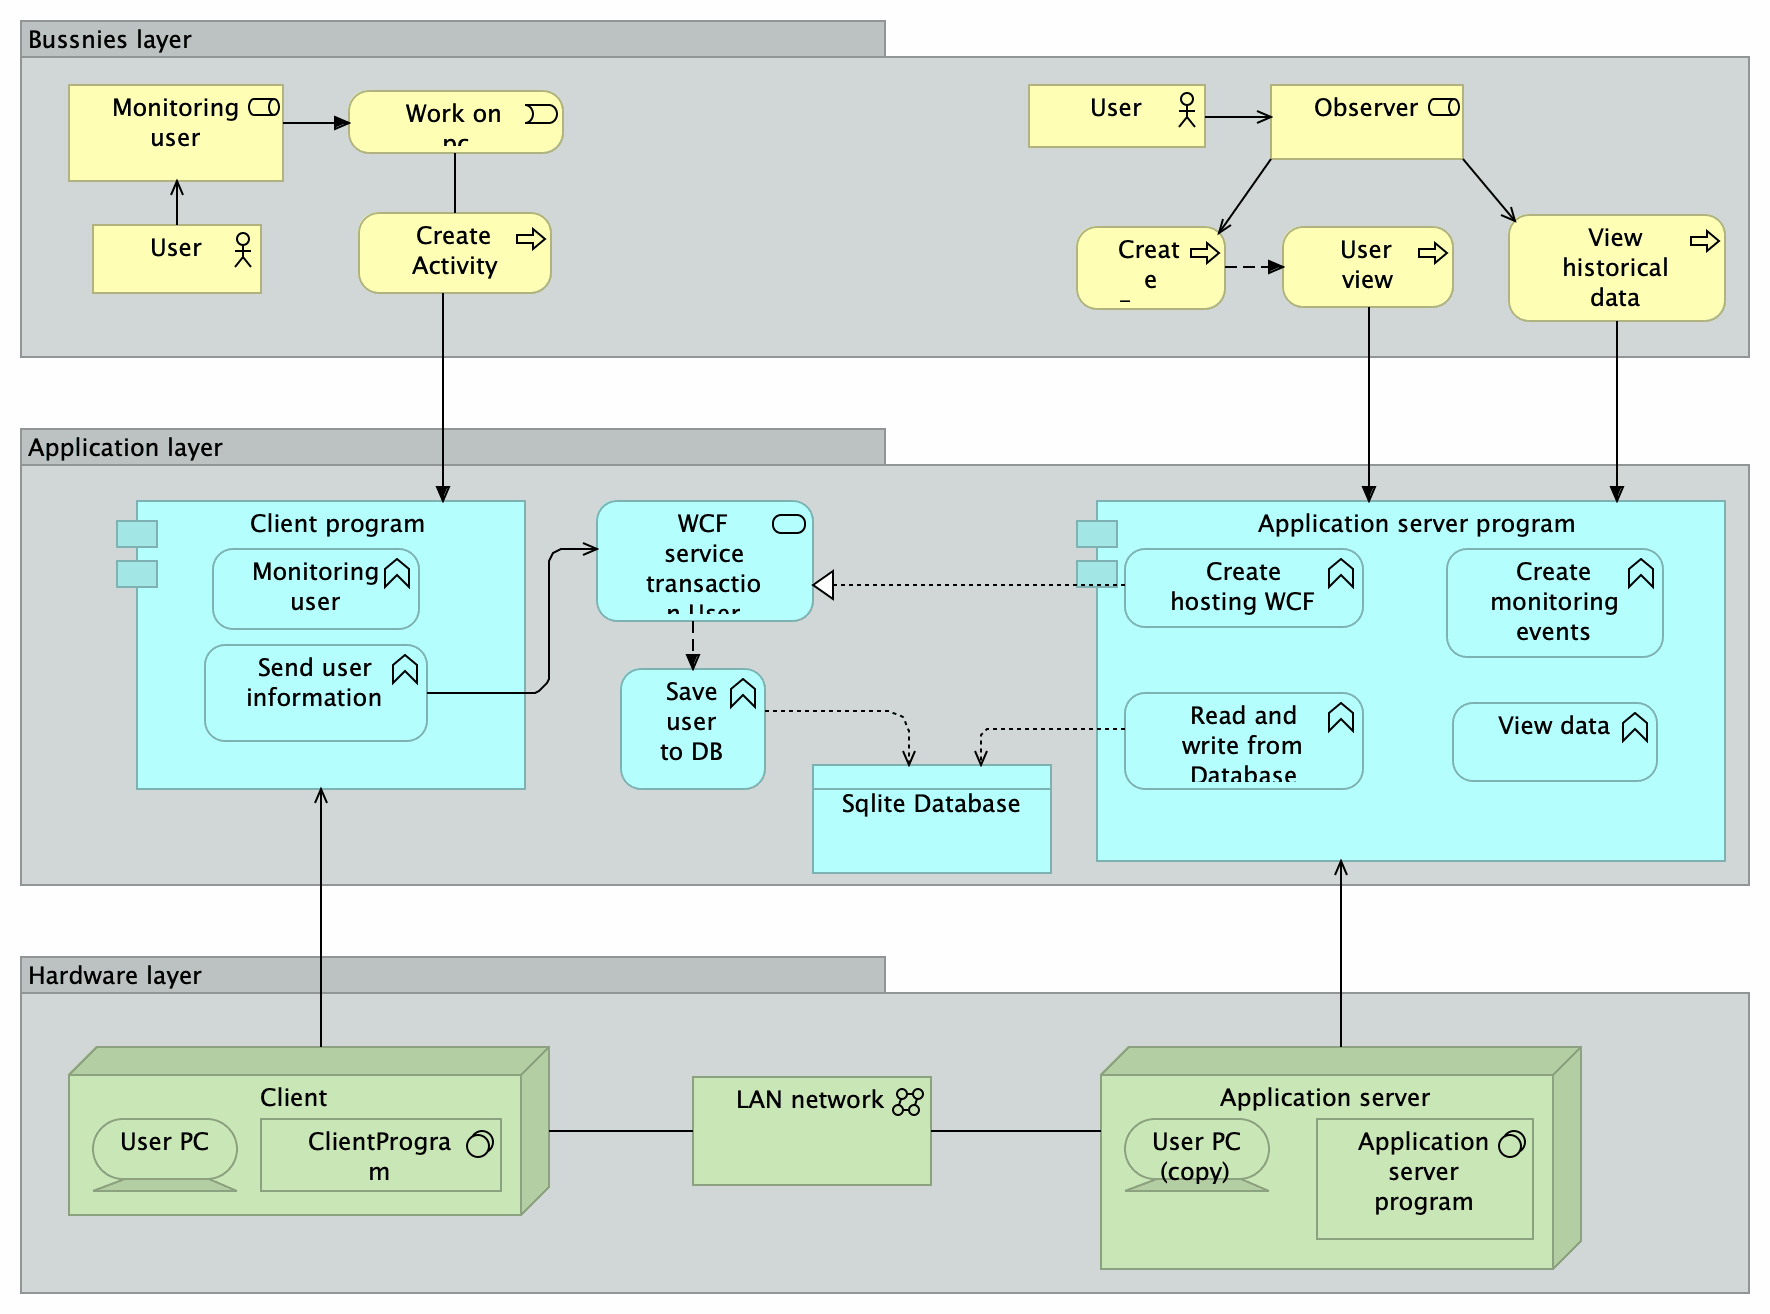 Bussnies layer
Monitoring
user
Work on
pc
User
Create
Activity
User
Observer
Creat
e
User
view
View
historical
data
Application layer
Client program
Monitoring
user
Send user
information
WCF
service
transactio
n User
Save
user
to DB
Sqlite Database
Application server program
Create
hosting WCF
Create
monitoring
events
Read and
write from
Database
View data
Hardware layer
Client
User PC
ClientProgra
m
LAN network
Application server
User PC
(copy)
Application
server
program